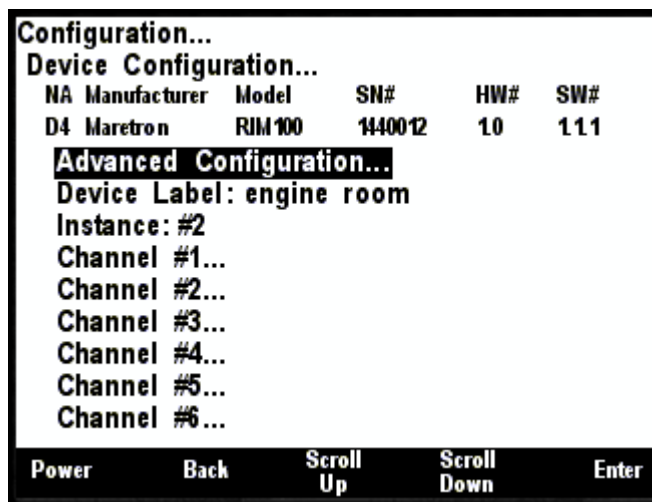 Configuration...
Device Configuration...
NA Manufacturer Model SN# HW# SW#
D4 Maretron RIM100 1440012 1.0 1.1.1
Advanced Configuration...
Device Label: engine room
Instance: #2
Channel #1...
Channel #2...
Channel #3...
Channel #4...
Channel #5...
Channel #6...
Power Back Scroll Up Scroll Down Enter